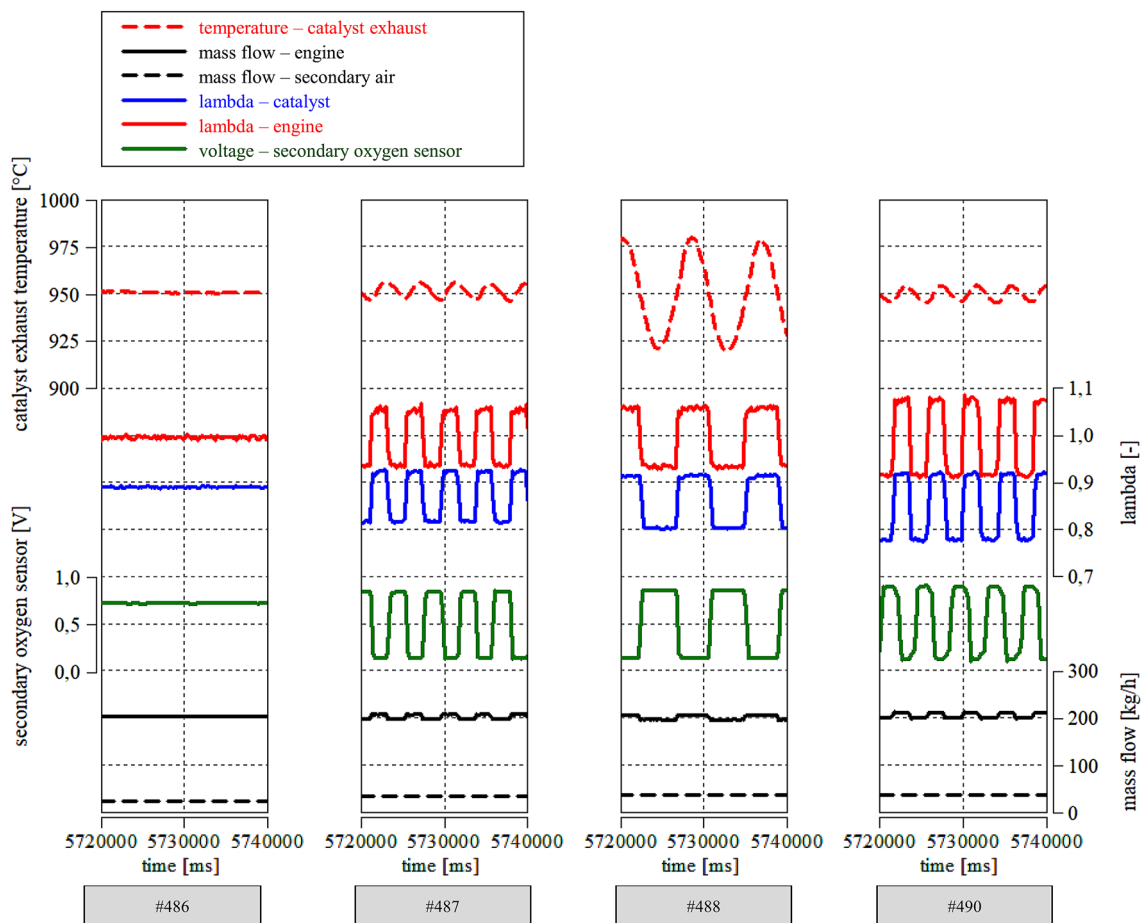 temperature – catalyst exhaust
mass flow – engine
mass flow – secondary air
lambda – catalyst
lambda – engine
voltage – secondary oxygen sensor
catalyst exhaust temperature [°C]
1000
975
950
925
900
secondary oxygen sensor [V]
1,0
0,5
0,0
1,1
1,0
0,9
0,8
0,7
lambda [-]
300
200
100
0
mass flow [kg/h]
5720000 5730000 5740000 5720000 5730000 5740000 5720000 5730000 5740000 5720000 5730000 5740000
time [ms] time [ms] time [ms] time [ms]
#486 #487 #488 #490